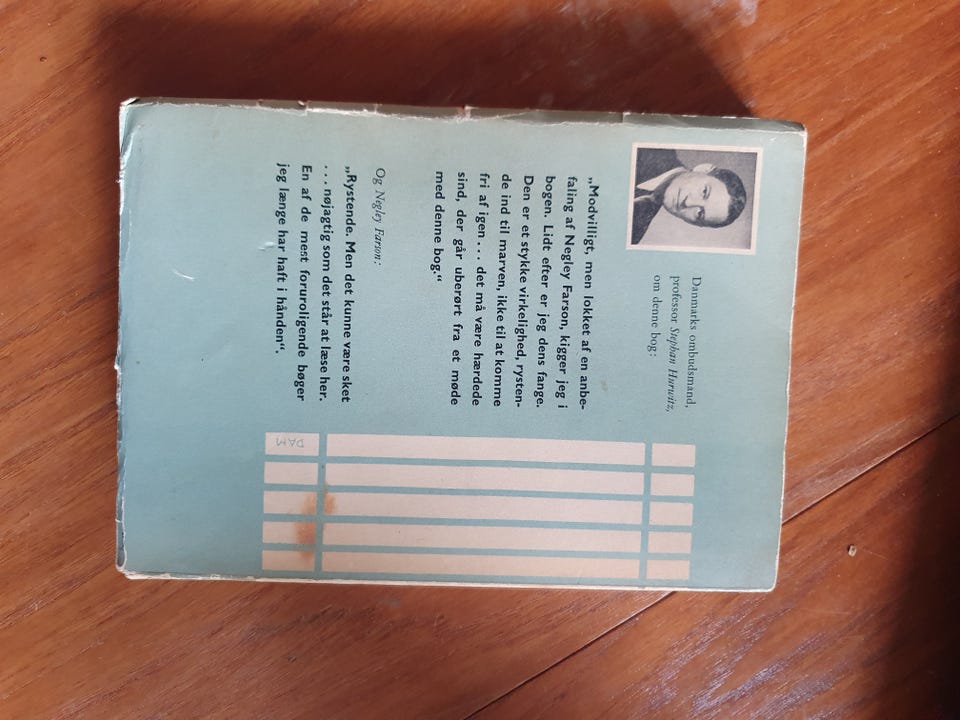 Danmarks ombudsmand,
professor Stephan Hurwitz,
om denne bog:
„Modvilligt, men lokket af en anbe-
faling af Negley Farson, kigger jeg i
bogen. Lidt efter er jeg dens fange.
Den er et stykke virkelighed, rysten-
de ind til marven, ikke til at komme
fri af igen ... det må være hærdede
sind, der går uberørt fra et møde
med denne bog.“
Og Negley Farson:
„Rystende. Men det kunne være sket
... nøjagtig som det står at læse her.
En af de mest foruroligende bøger
jeg længe har haft i hånden“.
DAM